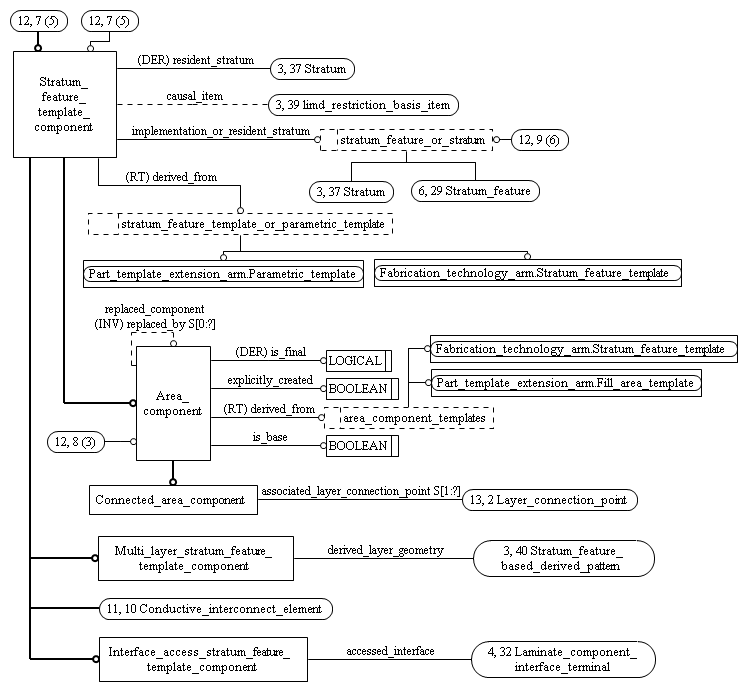 12, 7 (5)
12, 7 (5)
Stratum_
feature_
template_
component
(DER) resident_stratum
3, 37 Stratum
causal_item
3, 39 limd_restriction_basis_item
implementation_or_resident_stratum
stratum_feature_or_stratum
12, 9 (6)
(RT) derived_from
3, 37 Stratum
6, 29 Stratum_feature
stratum_feature_template_or_parametric_template
Part_template_extension_arm.Parametric_template
Fabrication_technology_arm.Stratum_feature_template
replaced_component
(INV) replaced_by S[0:?]
Area_
component
(DER) is_final
LOGICAL
Fabrication_technology_arm.Stratum_feature_template
explicitly_created
BOOLEAN
Part_template_extension_arm.Fill_area_template
(RT) derived_from
area_component_templates
12, 8 (3)
is_base
BOOLEAN
Connected_area_component
associated_layer_connection_point S[1:?]
13, 2 Layer_connection_point
Multi_layer_stratum_feature_
template_component
derived_layer_geometry
3, 40 Stratum_feature_
based_derived_pattern
11, 10 Conductive_interconnect_element
Interface_access_stratum_feature_
template_component
accessed_interface
4, 32 Laminate_component_
interface_terminal